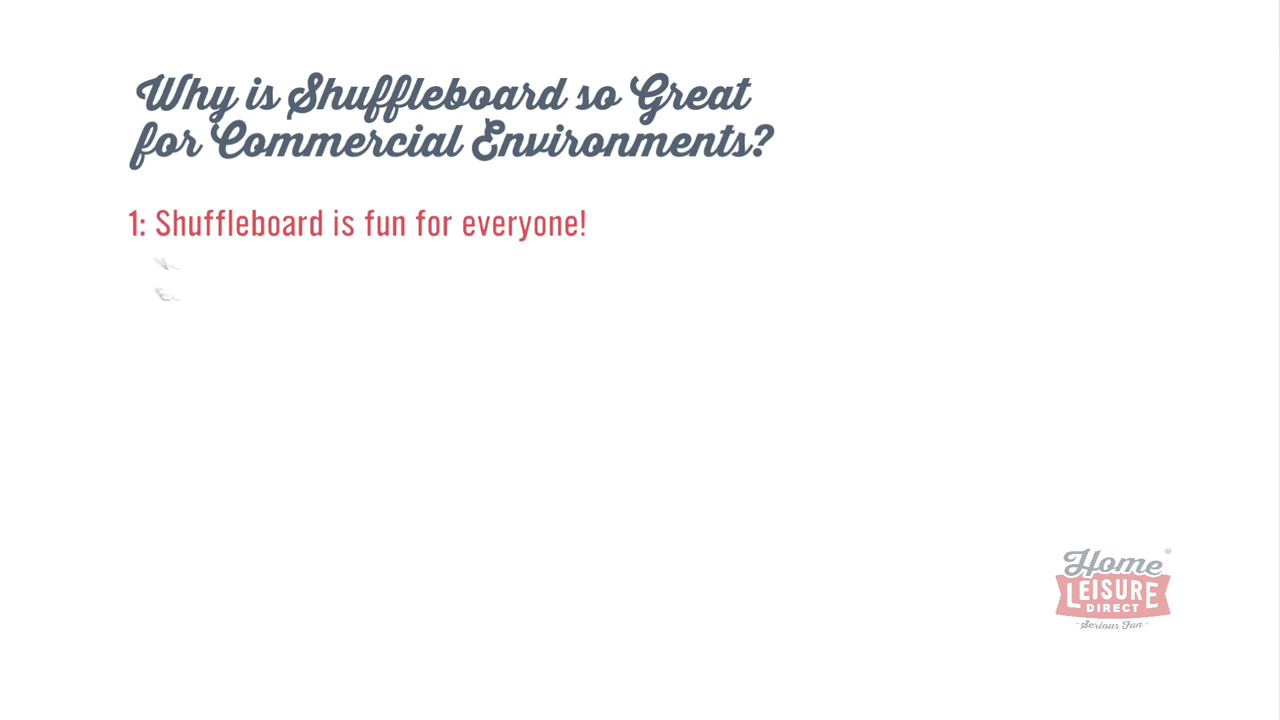 Why is Shuffleboard so Great
for Commercial Environments?
1: Shuffleboard is fun for everyone!
Home
LEISURE
DIRECT
- Serious Fun -